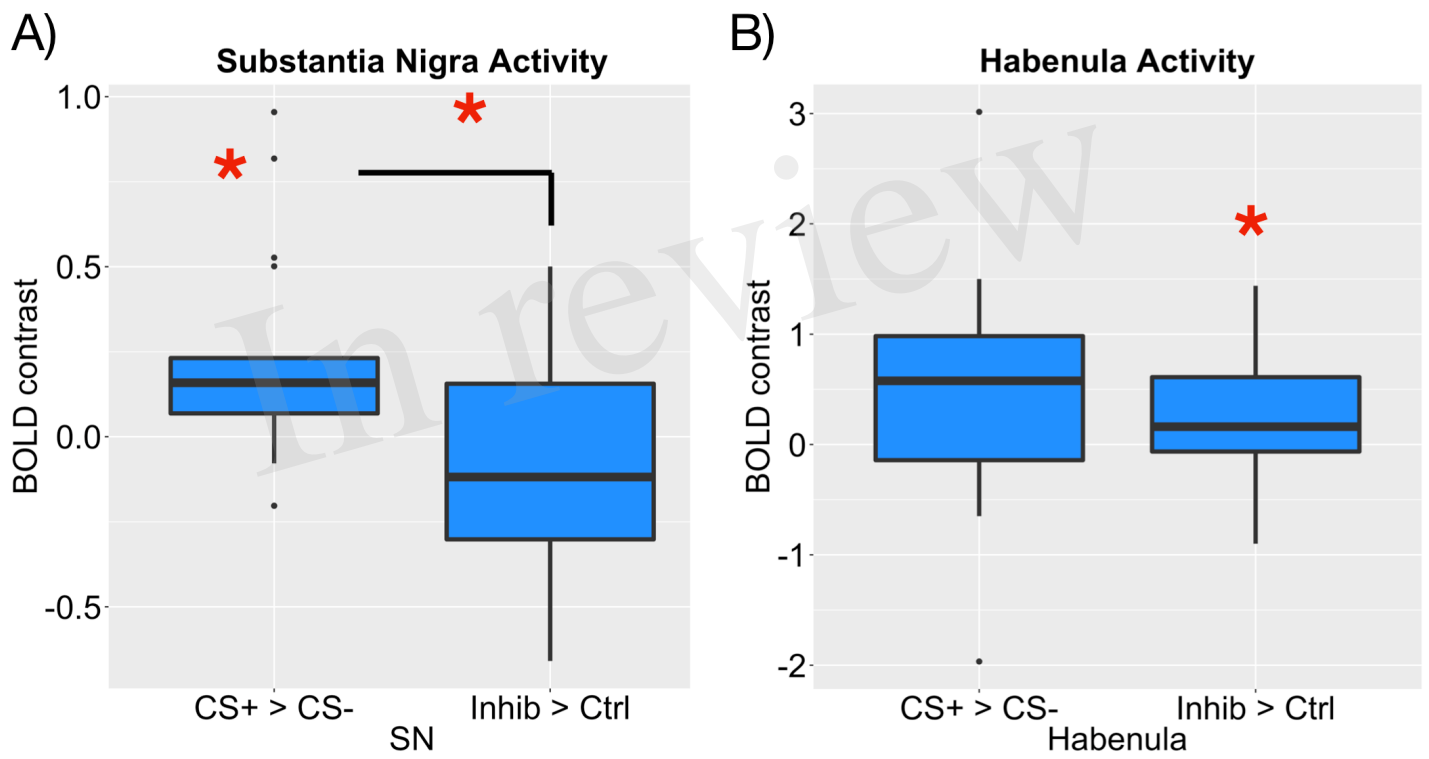 A)
Substantia Nigra Activity
1.0
0.5
0.0
-0.5
BOLD contrast
*
*
CS+ > CS-
Inhib > Ctrl
SN
B)
Habenula Activity
3
2
1
0
-1
-2
BOLD contrast
*
CS+ > CS-
Inhib > Ctrl
Habenula
In review